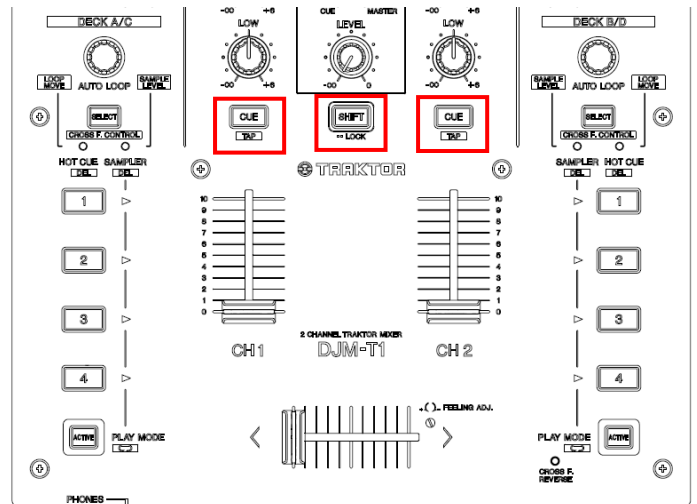 DECK A/C
-00 +6
LOW
-00 +6
CUE MASTER
LEVEL
-00 0
-00 +6
LOW
-00 +6
DECK B/D
LOOP MOVE
AUTO LOOP
SAMPLE LEVEL
SELECT
CROSS F. CONTROL
HOT CUE SAMPLER
DEL DEL
CUE
TAP
SHIFT
LOCK
CUE
TAP
SAMPLE LEVEL
AUTO LOOP
LOOP MOVE
SELECT
CROSS F. CONTROL
SAMPLER HOT CUE
DEL DEL
TRAKTOR
1
2
3
4
ACTIVE
PLAY MODE
10
9
8
7
6
5
4
3
2
1
0
CH 1
2 CHANNEL TRAKTOR MIXER
DJM-T1
10
9
8
7
6
5
4
3
2
1
0
CH 2
1
2
3
4
PLAY MODE
ACTIVE
FEELING ADJ.
CROSS F.
REVERSE
PHONES